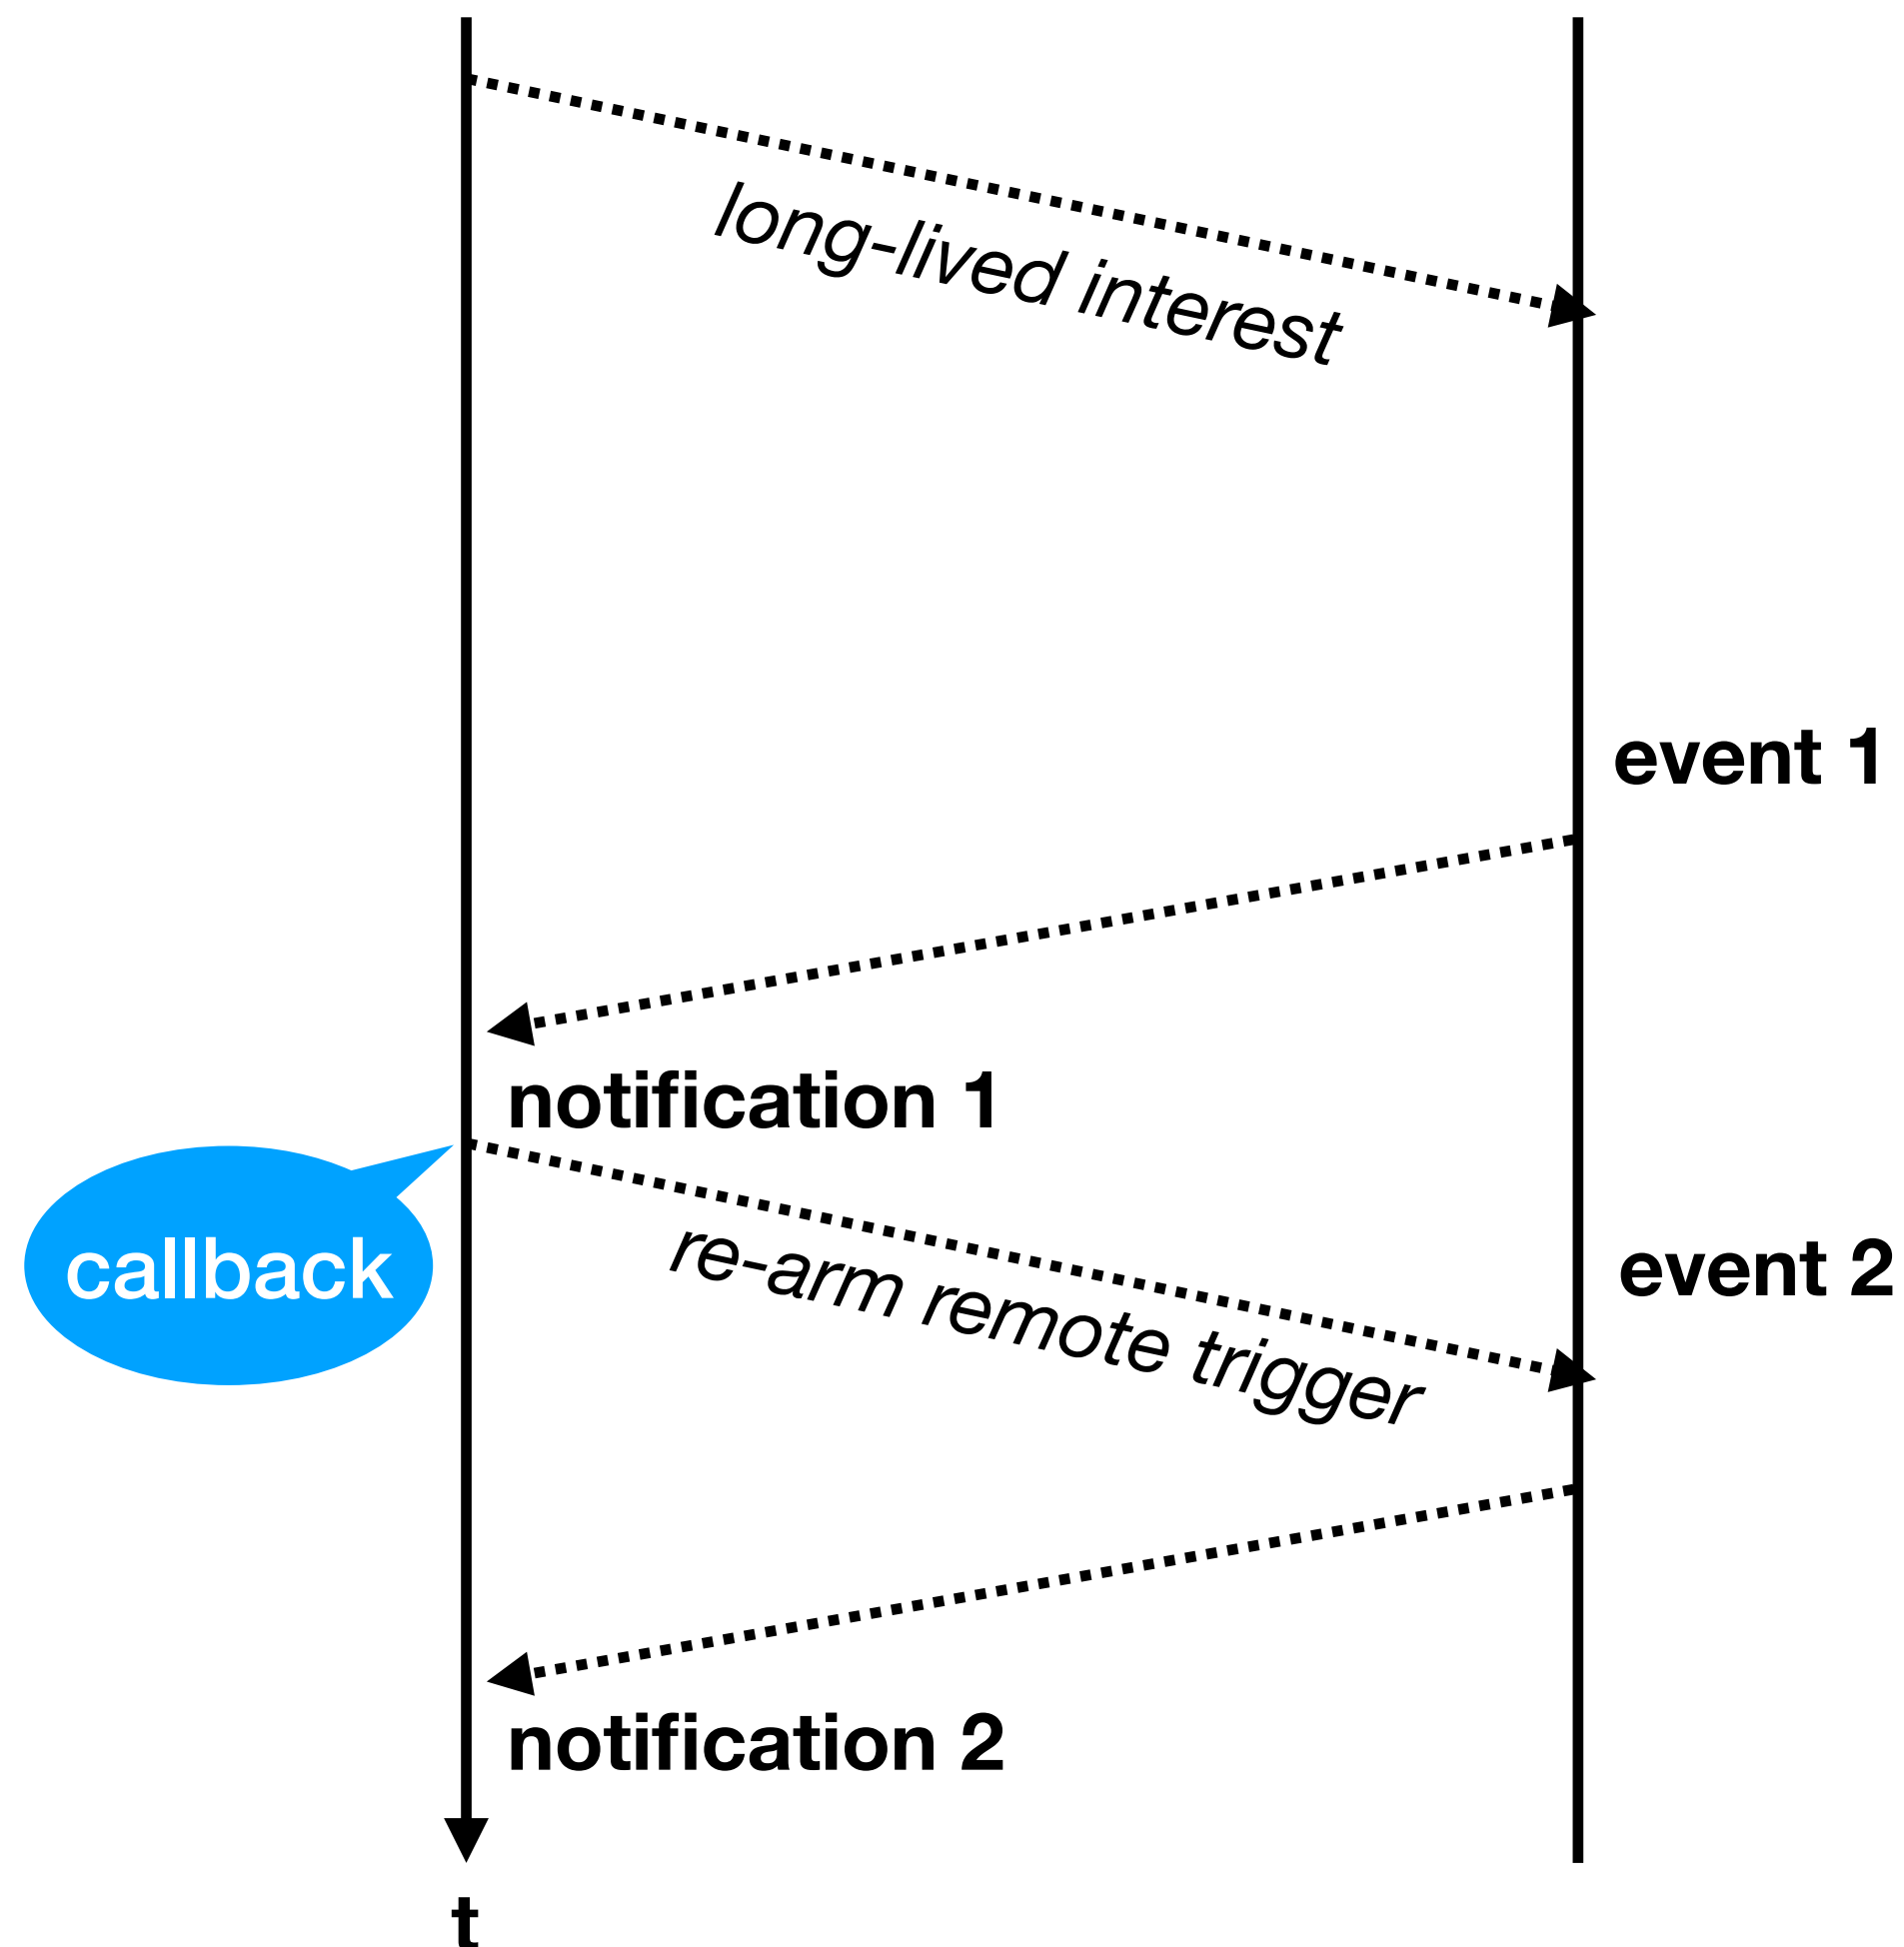 long-lived interest
event 1
notification 1
callback
re-arm remote trigger
event 2
notification 2
t